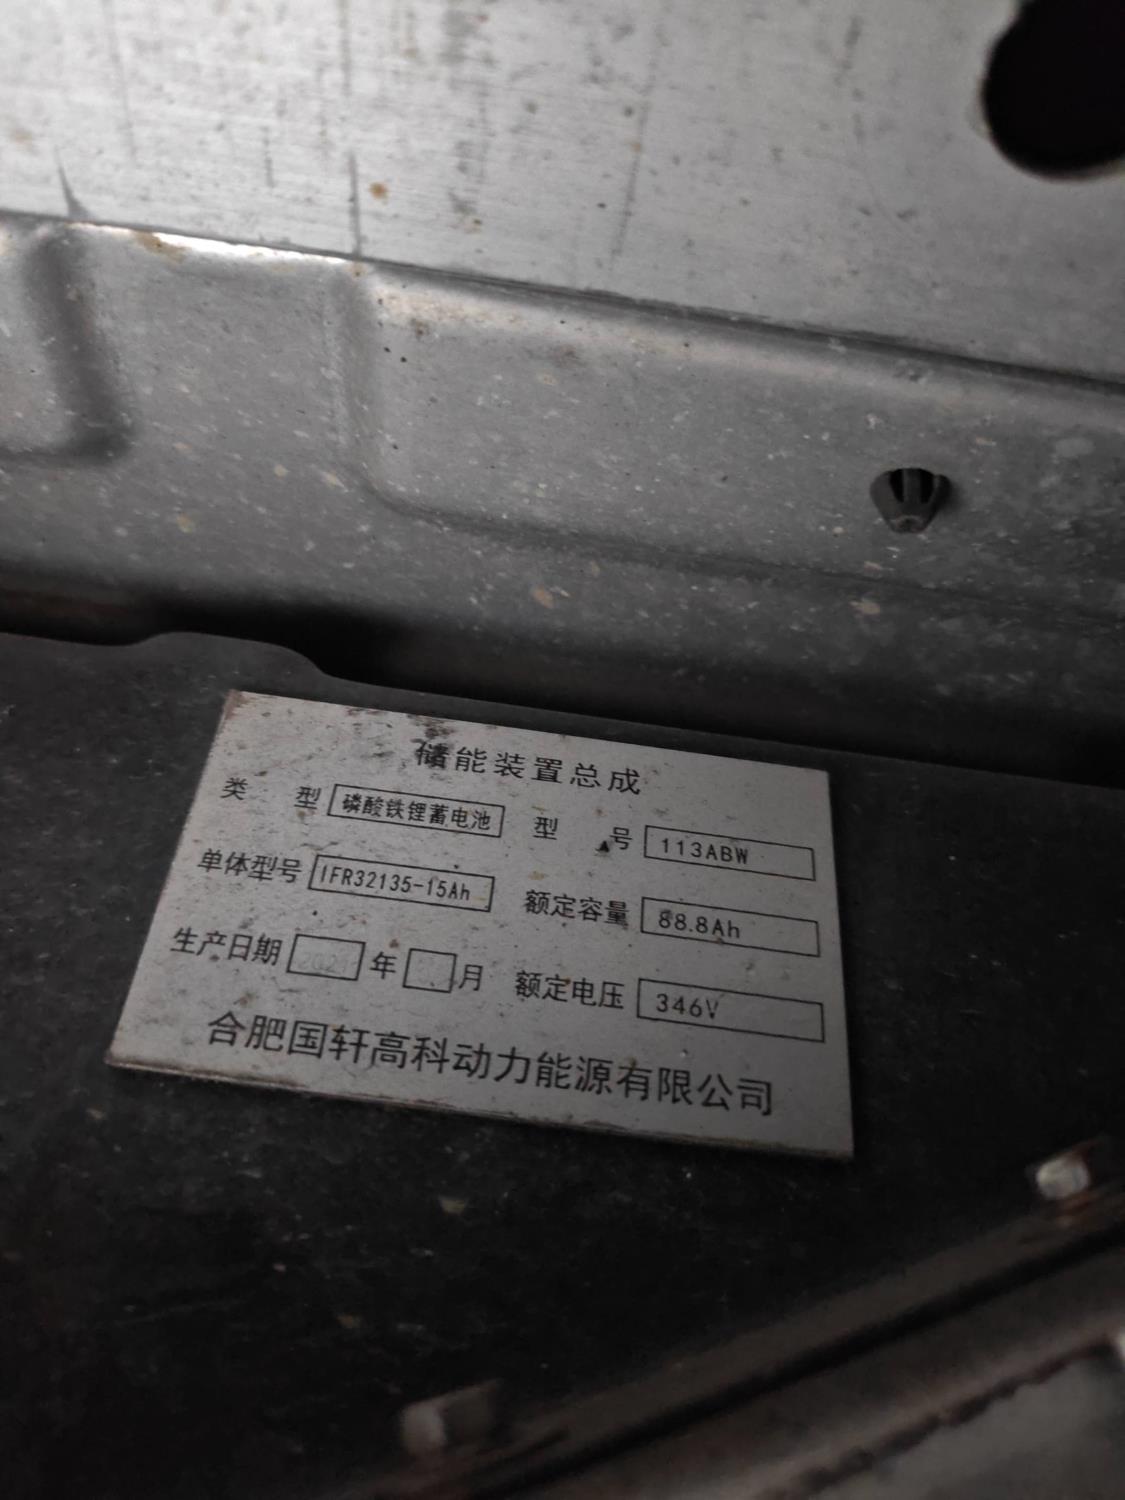 储能装置总成
类 型 磷酸铁锂蓄电池 型 号 113ABW
单体型号 IFR32135-15Ah 额定容量 88.8Ah
生产日期 年 月 额定电压 346V
合肥国轩高科动力能源有限公司